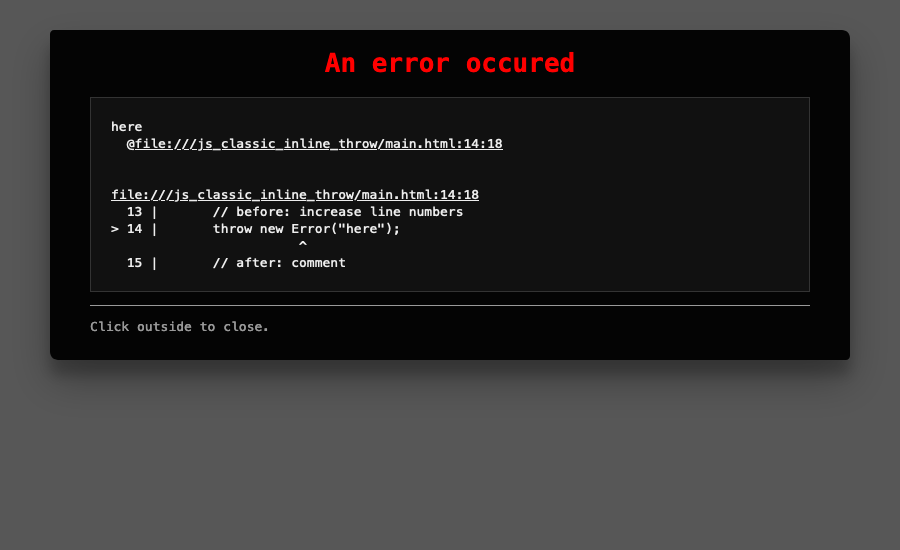 An error occured
here
  @file:///js_classic_inline_throw/main.html:14:18
file:///js_classic_inline_throw/main.html:14:18
  13 |       // before: increase line numbers
> 14 |       throw new Error("here");
                        ^
  15 |       // after: comment
Click outside to close.